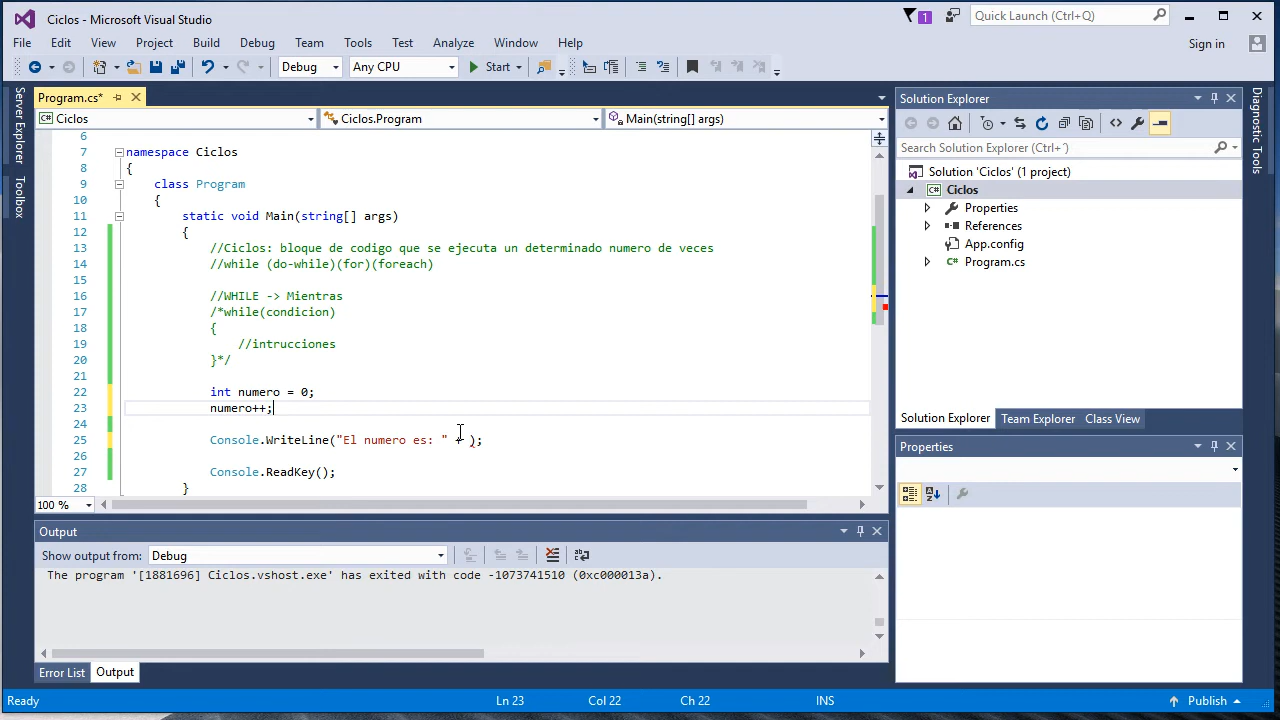 Ciclos - Microsoft Visual Studio
1
Quick Launch (Ctrl+Q)
File Edit View Project Build Debug Team Tools Test Analyze Window Help
Sign in
Debug
Any CPU
Start
Server Explorer
Toolbox
Program.cs*
Ciclos
Ciclos.Program
Main(string[] args)
6
7 namespace Ciclos
8 {
9 class Program
10 {
11 static void Main(string[] args)
12 {
13 //Ciclos: bloque de codigo que se ejecuta un determinado numero de veces
14 //while (do-while)(for)(foreach)
15
16 //WHILE -> Mientras
17 /*while(condicion)
18 {
19 //intrucciones
20 }*/
21
22 int numero = 0;
23 numero++;
24
25 Console.WriteLine("El numero es: " + );
26
27 Console.ReadKey();
28 }
100 %
Output
Show output from: Debug
The program '[1881696] Ciclos.vshost.exe' has exited with code -1073741510 (0xc000013a).
Error List Output
Solution Explorer
Search Solution Explorer (Ctrl+´)
Solution 'Ciclos' (1 project)
C# Ciclos
Properties
References
App.config
C# Program.cs
Solution Explorer Team Explorer Class View
Properties
Diagnostic Tools
Ready Ln 23 Col 22 Ch 22 INS Publish